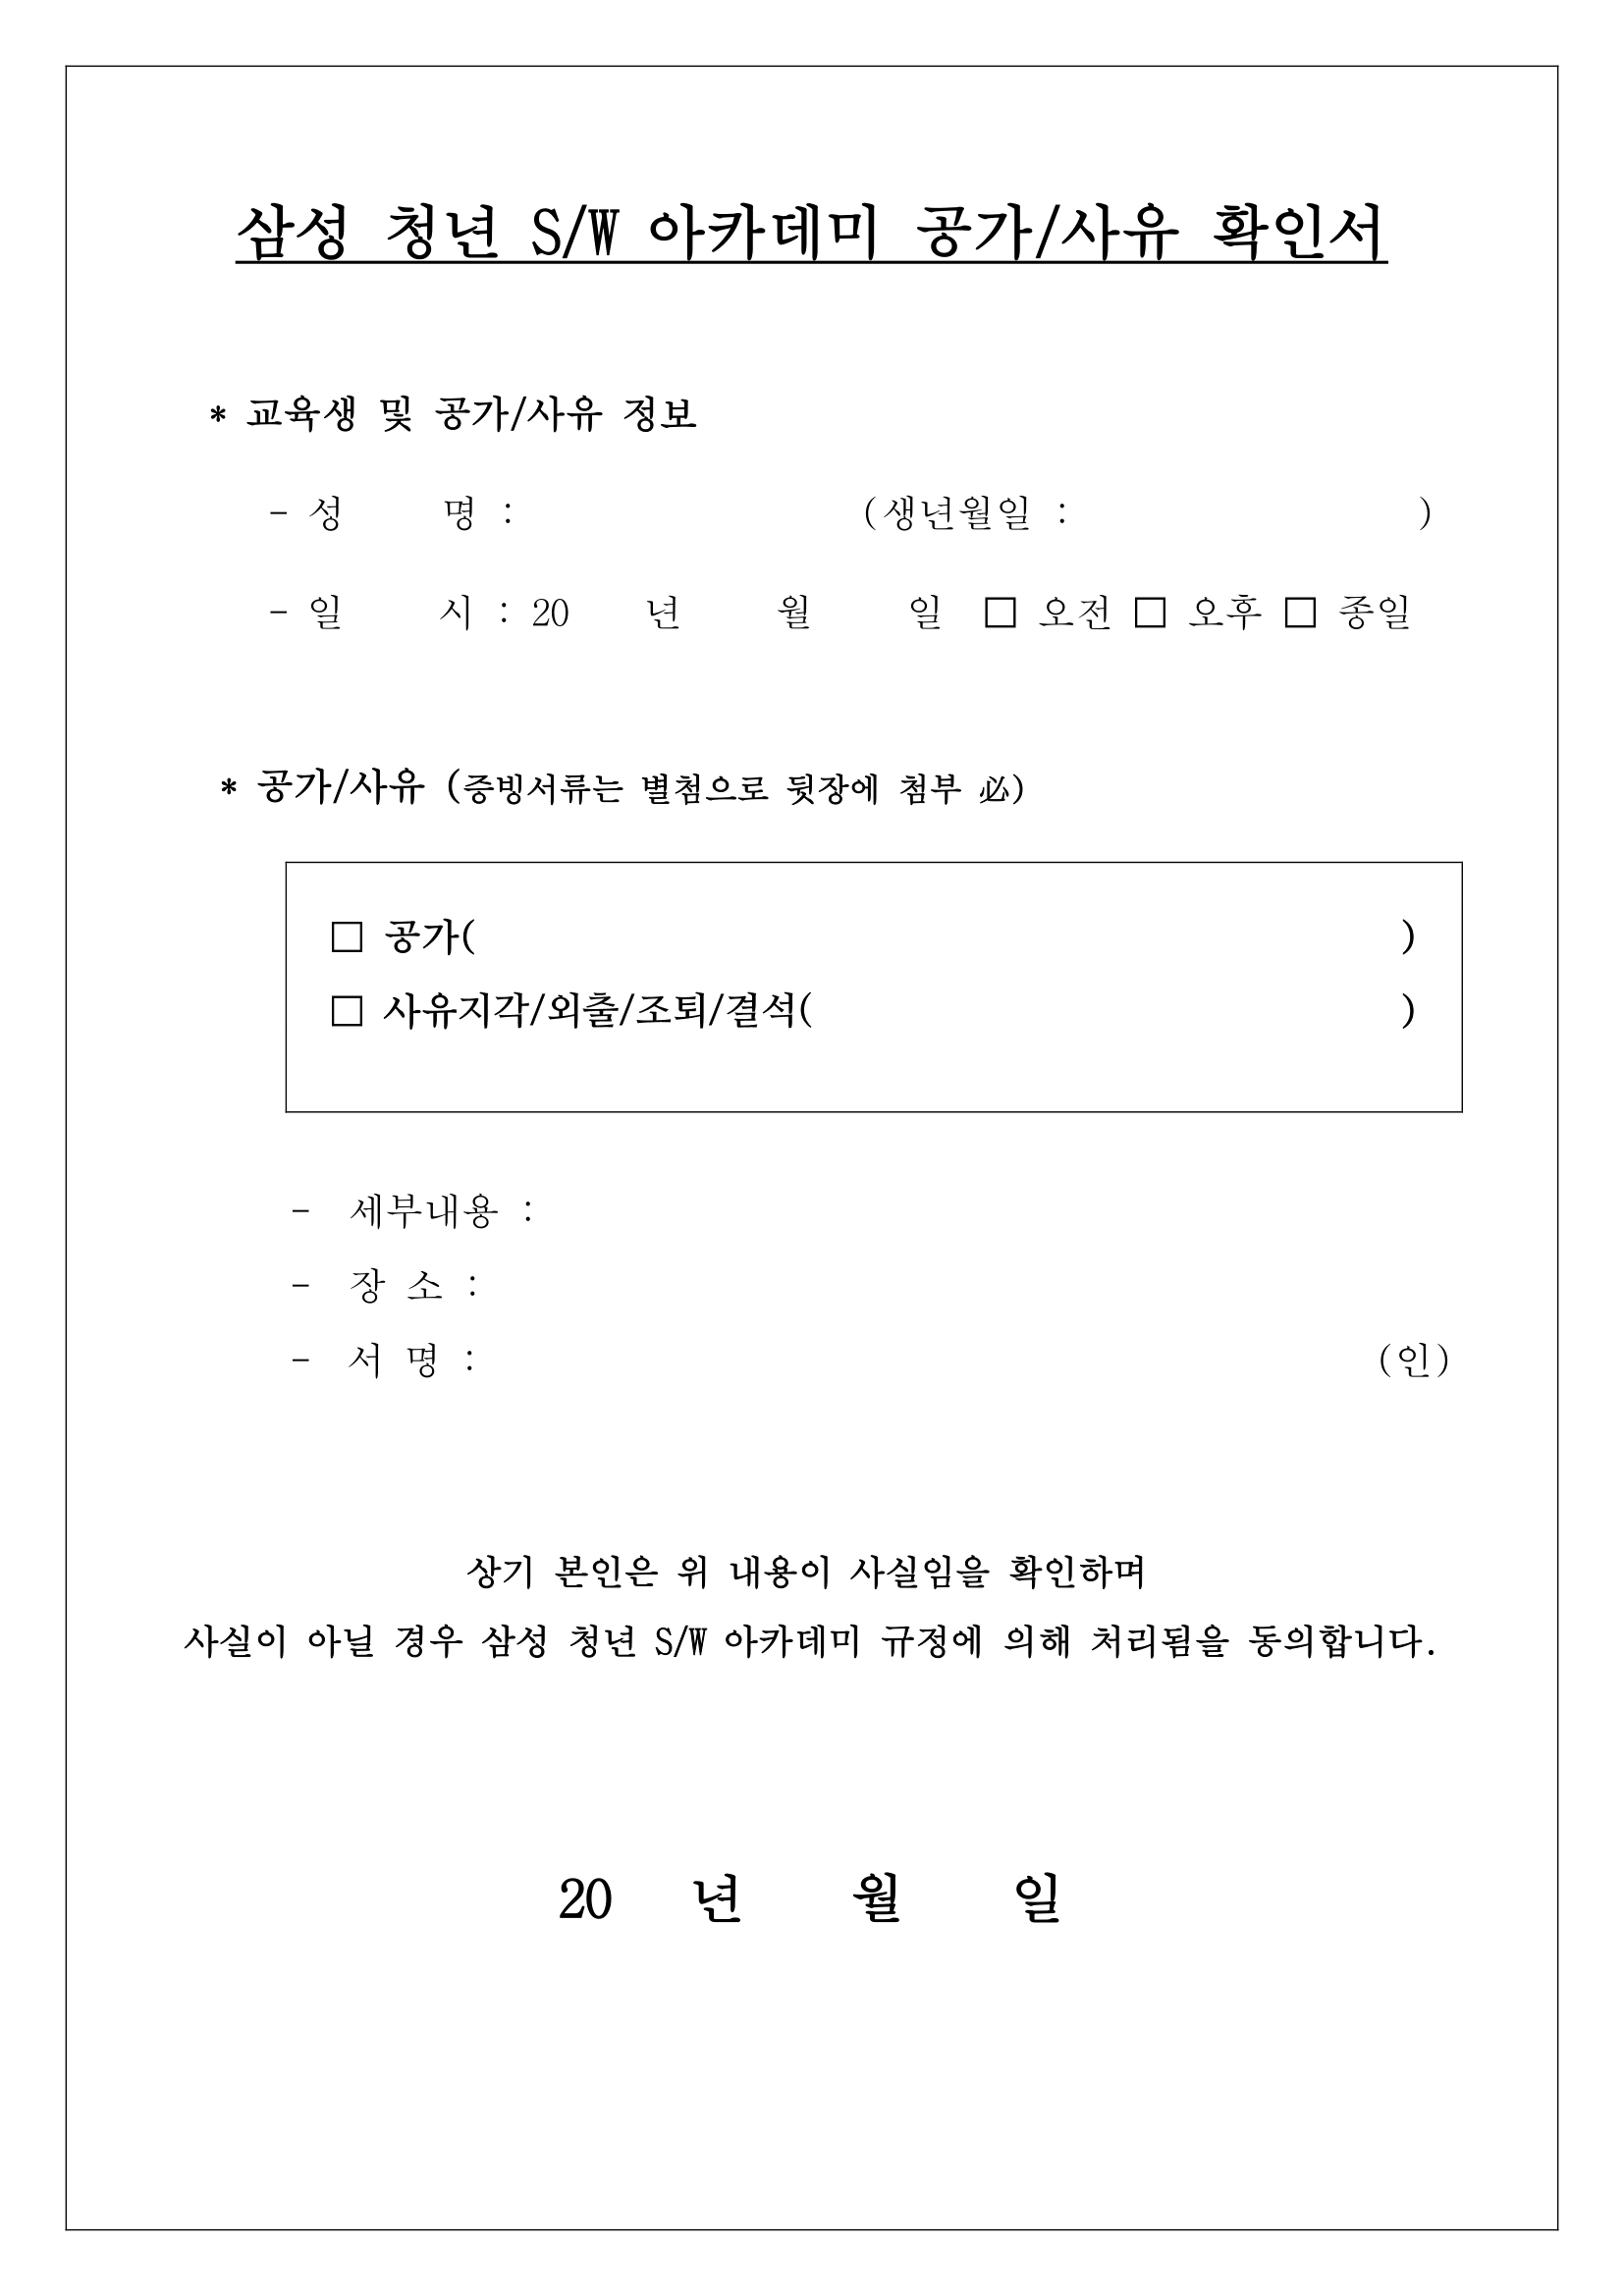 삼성 청년 S/W 아카데미 공가/사유 확인서
* 교육생 및 공가/사유 정보
- 성 명 : (생년월일 : )
- 일 시 : 20 년 월 일 □ 오전 □ 오후 □ 종일
* 공가/사유 (증빙서류는 별첨으로 뒷장에 첨부 必)
□ 공가( )
□ 사유지각/외출/조퇴/결석( )
- 세부내용 :
- 장 소 :
- 서 명 : (인)
상기 본인은 위 내용이 사실임을 확인하며
사실이 아닐 경우 삼성 청년 S/W 아카데미 규정에 의해 처리됨을 동의합니다.
20 년 월 일